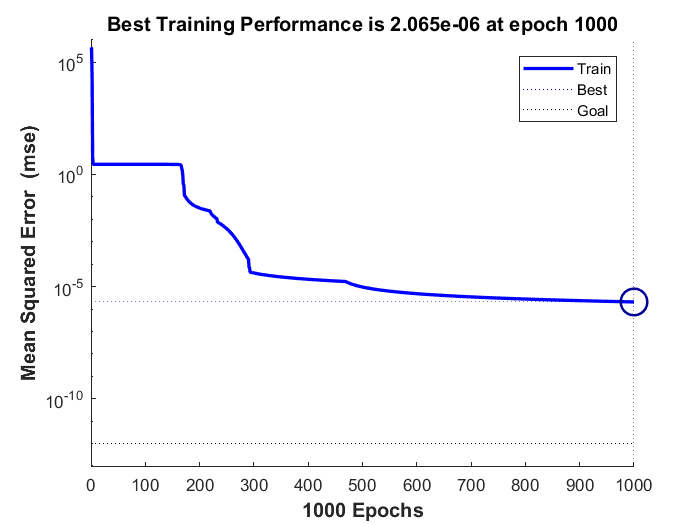 Best Training Performance is 2.065e-06 at epoch 1000
Train
Best
Goal
Mean Squared Error (mse)
10^5
10^0
10^-5
10^-10
0 100 200 300 400 500 600 700 800 900 1000
1000 Epochs